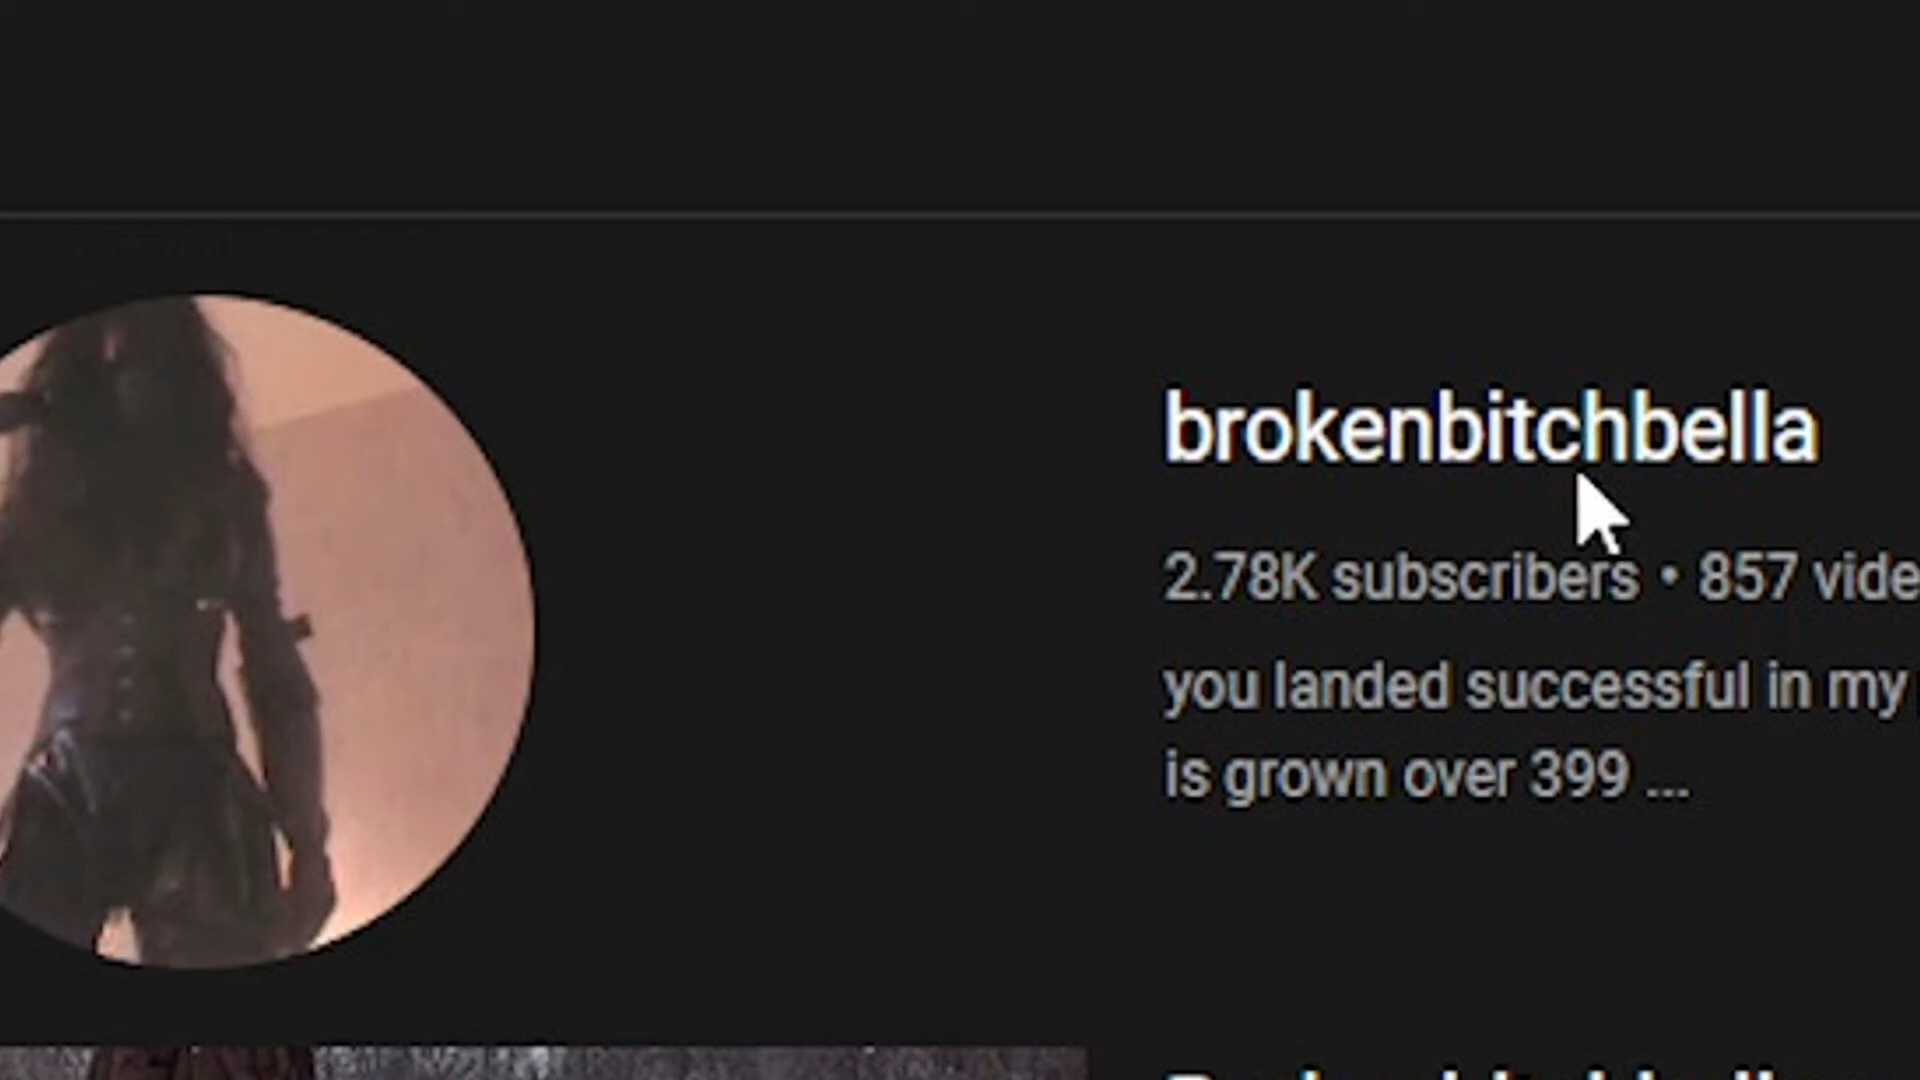 brokenbitchbella
2.78K subscribers • 857 vide
you landed successful in my
is grown over 399 ...